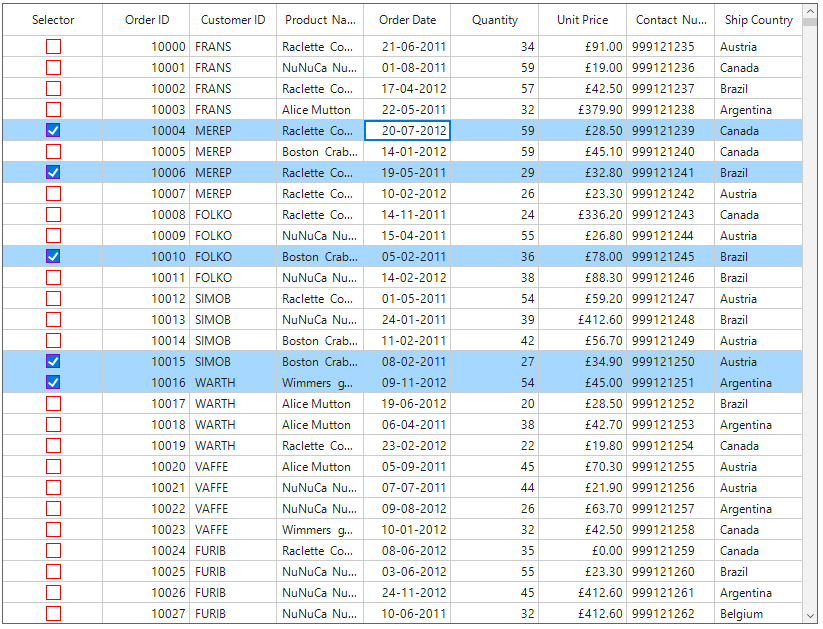 Selector Order ID Customer ID Product Na... Order Date Quantity Unit Price Contact Nu... Ship Country
10000 FRANS Raclette Co... 21-06-2011 34 £91.00 999121235 Austria
10001 FRANS NuNuCa Nu... 01-08-2011 59 £19.00 999121236 Canada
10002 FRANS Raclette Co... 17-04-2012 57 £42.50 999121237 Brazil
10003 FRANS Alice Mutton 22-05-2011 32 £379.90 999121238 Argentina
10004 MEREP Raclette Co... 20-07-2012 59 £28.50 999121239 Canada
10005 MEREP Boston Crab... 14-01-2012 59 £45.10 999121240 Canada
10006 MEREP Raclette Co... 19-05-2011 29 £32.80 999121241 Brazil
10007 MEREP Raclette Co... 10-02-2012 26 £23.30 999121242 Austria
10008 FOLKO Raclette Co... 14-11-2011 24 £336.20 999121243 Canada
10009 FOLKO NuNuCa Nu... 15-04-2011 55 £26.80 999121244 Austria
10010 FOLKO Boston Crab... 05-02-2011 36 £78.00 999121245 Brazil
10011 FOLKO NuNuCa Nu... 14-02-2012 38 £88.30 999121246 Brazil
10012 SIMOB Raclette Co... 01-05-2011 54 £59.20 999121247 Austria
10013 SIMOB NuNuCa Nu... 24-01-2011 39 £412.60 999121248 Brazil
10014 SIMOB Boston Crab... 11-02-2011 42 £56.70 999121249 Austria
10015 SIMOB Boston Crab... 08-02-2011 27 £34.90 999121250 Austria
10016 WARTH Wimmers g... 09-11-2012 54 £45.00 999121251 Argentina
10017 WARTH Alice Mutton 19-06-2012 20 £28.50 999121252 Brazil
10018 WARTH Alice Mutton 06-04-2011 38 £42.70 999121253 Argentina
10019 WARTH Raclette Co... 23-02-2012 22 £19.80 999121254 Canada
10020 VAFFE Alice Mutton 05-09-2011 45 £70.30 999121255 Austria
10021 VAFFE NuNuCa Nu... 07-07-2011 44 £21.90 999121256 Austria
10022 VAFFE NuNuCa Nu... 09-08-2012 26 £63.70 999121257 Argentina
10023 VAFFE Wimmers g... 10-01-2012 32 £42.50 999121258 Canada
10024 FURIB Raclette Co... 08-06-2012 35 £0.00 999121259 Canada
10025 FURIB NuNuCa Nu... 03-06-2012 55 £23.30 999121260 Brazil
10026 FURIB NuNuCa Nu... 24-11-2012 45 £412.60 999121261 Argentina
10027 FURIB NuNuCa Nu... 10-06-2011 32 £412.60 999121262 Belgium